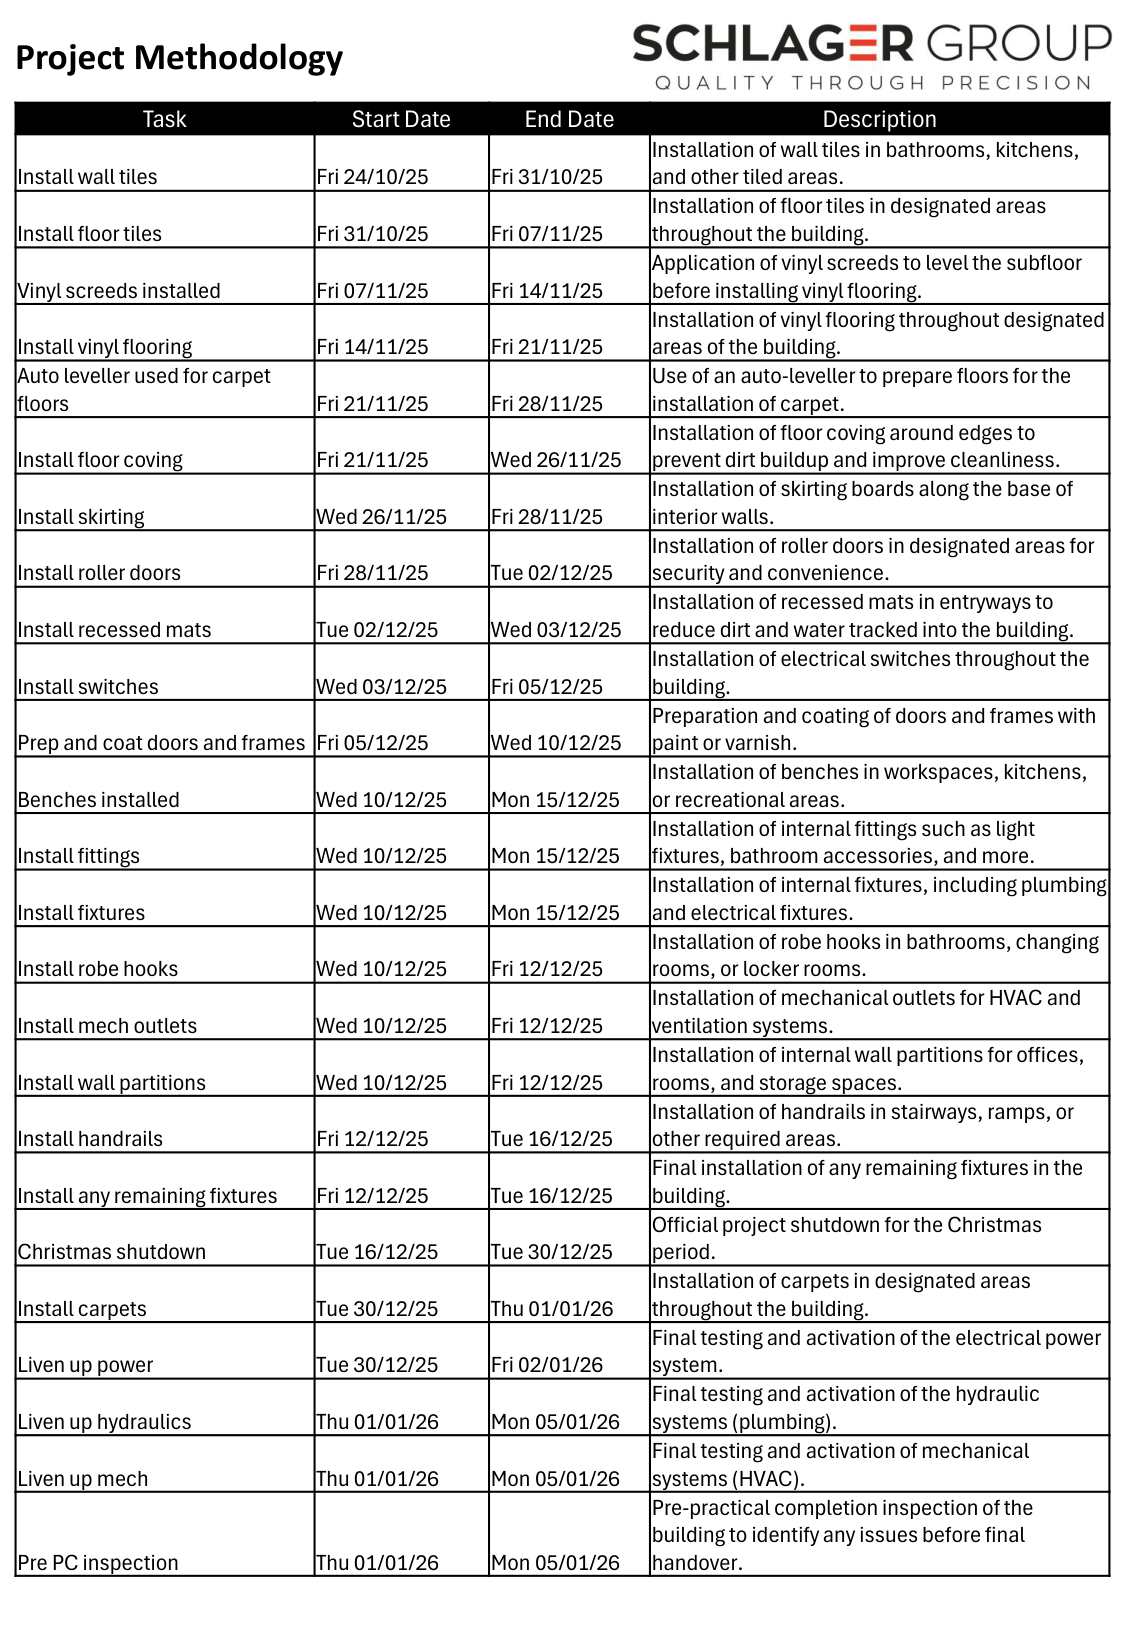 Project Methodology
SCHLAGER GROUP
QUALITY THROUGH PRECISION
Task Start Date End Date Description
Install wall tiles Fri 24/10/25 Fri 31/10/25 Installation of wall tiles in bathrooms, kitchens,
and other tiled areas.
Install floor tiles Fri 31/10/25 Fri 07/11/25 Installation of floor tiles in designated areas
throughout the building.
Vinyl screeds installed Fri 07/11/25 Fri 14/11/25 Application of vinyl screeds to level the subfloor
before installing vinyl flooring.
Install vinyl flooring Fri 14/11/25 Fri 21/11/25 Installation of vinyl flooring throughout designated
areas of the building.
Auto leveller used for carpet
floors Fri 21/11/25 Fri 28/11/25 Use of an auto-leveller to prepare floors for the
installation of carpet.
Install floor coving Fri 21/11/25 Wed 26/11/25 Installation of floor coving around edges to
prevent dirt buildup and improve cleanliness.
Install skirting Wed 26/11/25 Fri 28/11/25 Installation of skirting boards along the base of
interior walls.
Install roller doors Fri 28/11/25 Tue 02/12/25 Installation of roller doors in designated areas for
security and convenience.
Install recessed mats Tue 02/12/25 Wed 03/12/25 Installation of recessed mats in entryways to
reduce dirt and water tracked into the building.
Install switches Wed 03/12/25 Fri 05/12/25 Installation of electrical switches throughout the
building.
Prep and coat doors and frames Fri 05/12/25 Wed 10/12/25 Preparation and coating of doors and frames with
paint or varnish.
Benches installed Wed 10/12/25 Mon 15/12/25 Installation of benches in workspaces, kitchens,
or recreational areas.
Install fittings Wed 10/12/25 Mon 15/12/25 Installation of internal fittings such as light
fixtures, bathroom accessories, and more.
Install fixtures Wed 10/12/25 Mon 15/12/25 Installation of internal fixtures, including plumbing
and electrical fixtures.
Install robe hooks Wed 10/12/25 Fri 12/12/25 Installation of robe hooks in bathrooms, changing
rooms, or locker rooms.
Install mech outlets Wed 10/12/25 Fri 12/12/25 Installation of mechanical outlets for HVAC and
ventilation systems.
Install wall partitions Wed 10/12/25 Fri 12/12/25 Installation of internal wall partitions for offices,
rooms, and storage spaces.
Install handrails Fri 12/12/25 Tue 16/12/25 Installation of handrails in stairways, ramps, or
other required areas.
Install any remaining fixtures Fri 12/12/25 Tue 16/12/25 Final installation of any remaining fixtures in the
building.
Christmas shutdown Tue 16/12/25 Tue 30/12/25 Official project shutdown for the Christmas
period.
Install carpets Tue 30/12/25 Thu 01/01/26 Installation of carpets in designated areas
throughout the building.
Liven up power Tue 30/12/25 Fri 02/01/26 Final testing and activation of the electrical power
system.
Liven up hydraulics Thu 01/01/26 Mon 05/01/26 Final testing and activation of the hydraulic
systems (plumbing).
Liven up mech Thu 01/01/26 Mon 05/01/26 Final testing and activation of mechanical
systems (HVAC).
Pre PC inspection Thu 01/01/26 Mon 05/01/26 Pre-practical completion inspection of the
building to identify any issues before final
handover.